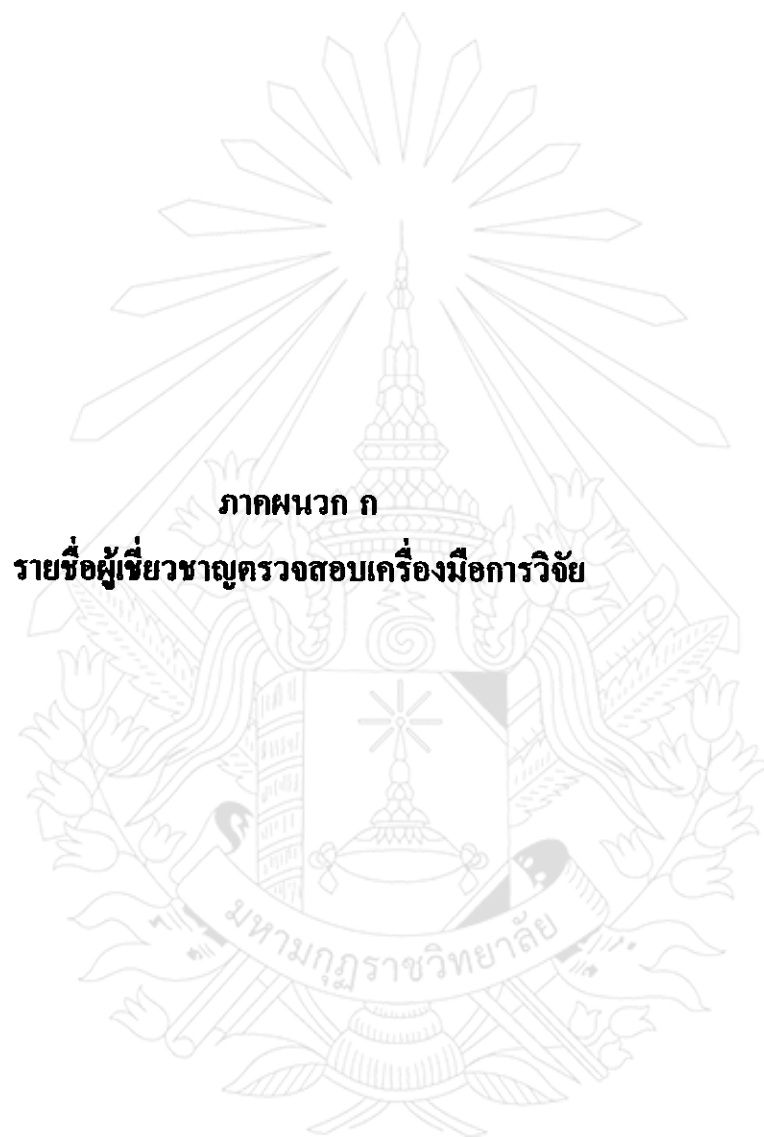 ภาคผนวก ก
รายชื่อผู้เชี่ยวชาญตรวจสอบเครื่องมือการวิจัย
มหามกุฏราชวิทยาลัย